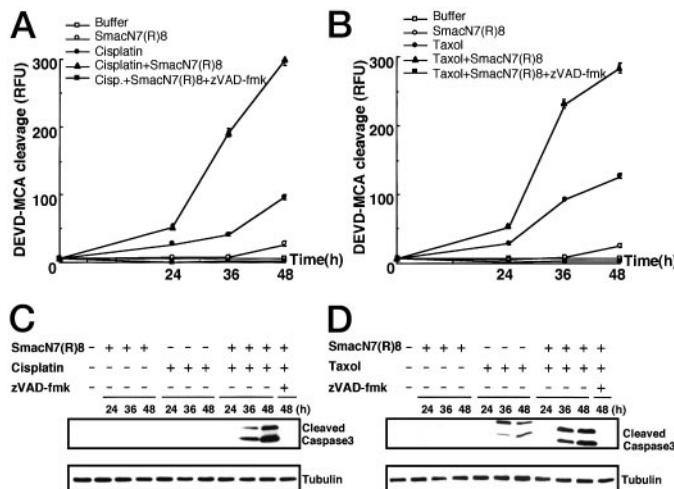 A
Buffer
SmacN7(R)8
Cisplatin
Cisplatin+SmacN7(R)8
Cisp.+SmacN7(R)8+zVAD-fmk
DEVD-MCA cleavage (RFU)
300
200
100
0
24
36
48
Time(h)
B
Buffer
SmacN7(R)8
Taxol
Taxol+SmacN7(R)8
Taxol+SmacN7(R)8+zVAD-fmk
DEVD-MCA cleavage (RFU)
300
200
100
0
24
36
48
Time(h)
C
SmacN7(R)8 - + + + - - - + + + +
Cisplatin - - - - + + + + + + +
zVAD-fmk - - - - - - - - - - +
24 36 48 24 36 48 24 36 48 48 (h)
Cleaved
Caspase3
Tubulin
D
SmacN7(R)8 - + + + - - - + + + +
Taxol - - - - + + + + + + +
zVAD-fmk - - - - - - - - - - +
24 36 48 24 36 48 24 36 48 48 (h)
Cleaved
Caspase3
Tubulin